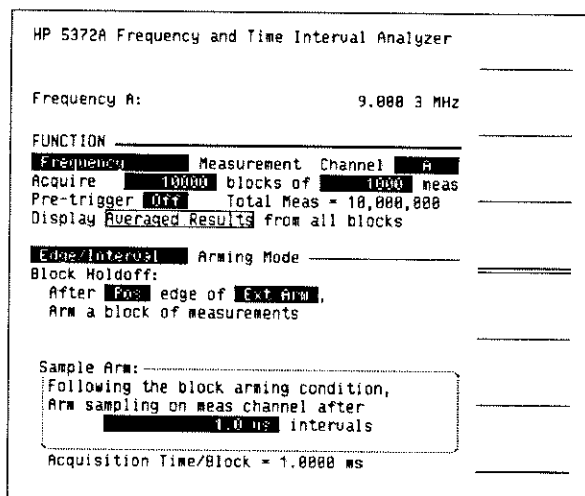 HP 5372A Frequency and Time Interval Analyzer
Frequency A: 9.000 3 MHz
FUNCTION
Frequency Measurement Channel A
Acquire 10000 blocks of 1000 meas
Pre-trigger Off Total Meas = 10,000,000
Display Averaged Results from all blocks
Edge/Interval Arming Mode
Block Holdoff:
After Pos edge of Ext Arm,
Arm a block of measurements
Sample Arm:
Following the block arming condition,
Arm sampling on meas channel after
1.0 us intervals
Acquisition Time/Block = 1.0000 ms